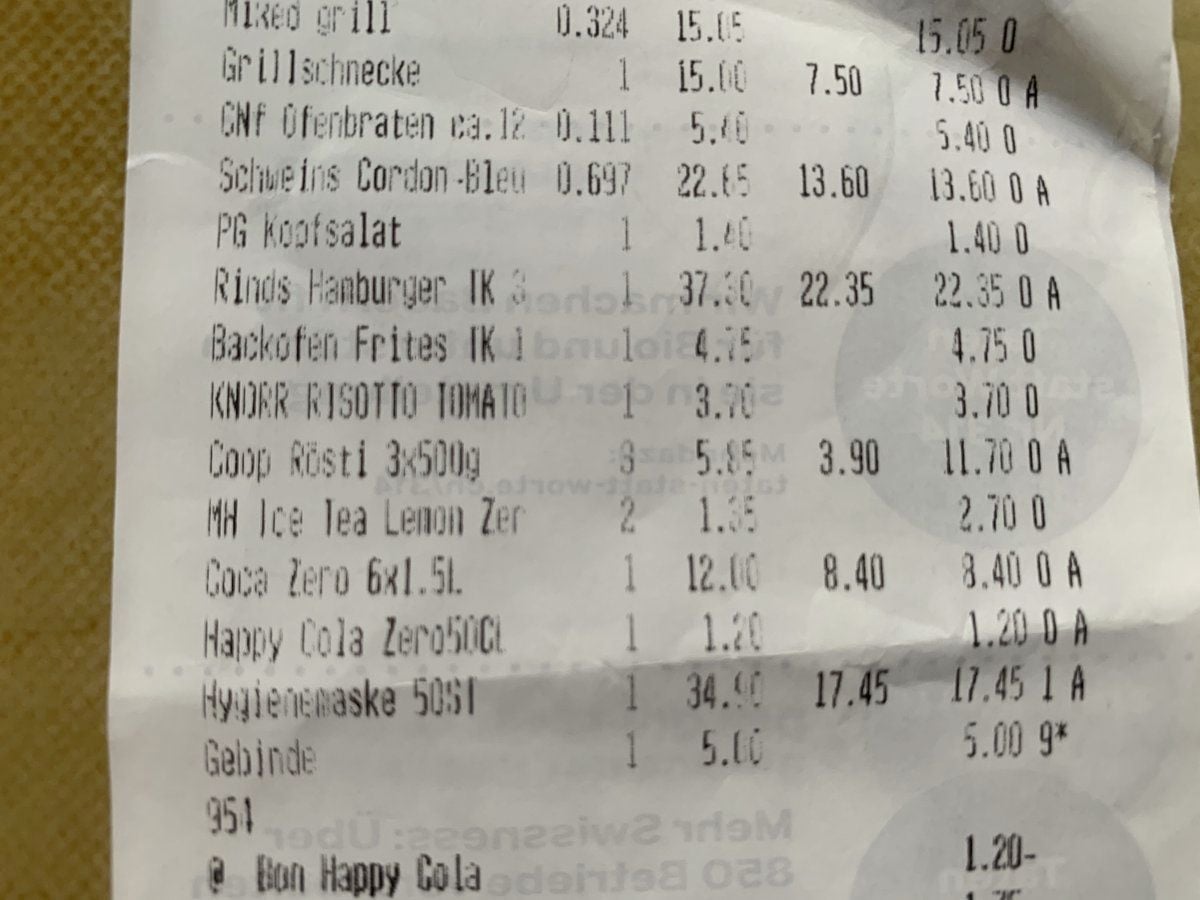 Mixed grill 0.324 15.05 15.05 0
Grillschnecke 1 15.00 7.50 7.50 0 A
CNf Ofenbraten ca.12 0.111 5.40 5.40 0
Schweins Cordon-Bleu 0.697 22.65 13.60 13.60 0 A
PG Kopfsalat 1 1.40 1.40 0
Rinds Hamburger TK 1 37.30 22.35 22.35 0 A
Backofen Frites TK 1 1 4.75 4.75 0
KNORR RISOTTO TOMATO 1 3.70 3.70 0
Coop Rösti 3x500g 3 5.85 3.90 11.70 0 A
MH Ice Tea Lemon Zer 2 1.35 2.70 0
Coca Zero 6x1.5L 1 12.00 8.40 8.40 0 A
Happy Cola Zero50CL 1 1.20 1.20 0 A
Hygienemaske 50ST 1 34.90 17.45 17.45 1 A
Gebinde 1 5.00 5.00 9*
954
@ Bon Happy Cola 1.20-